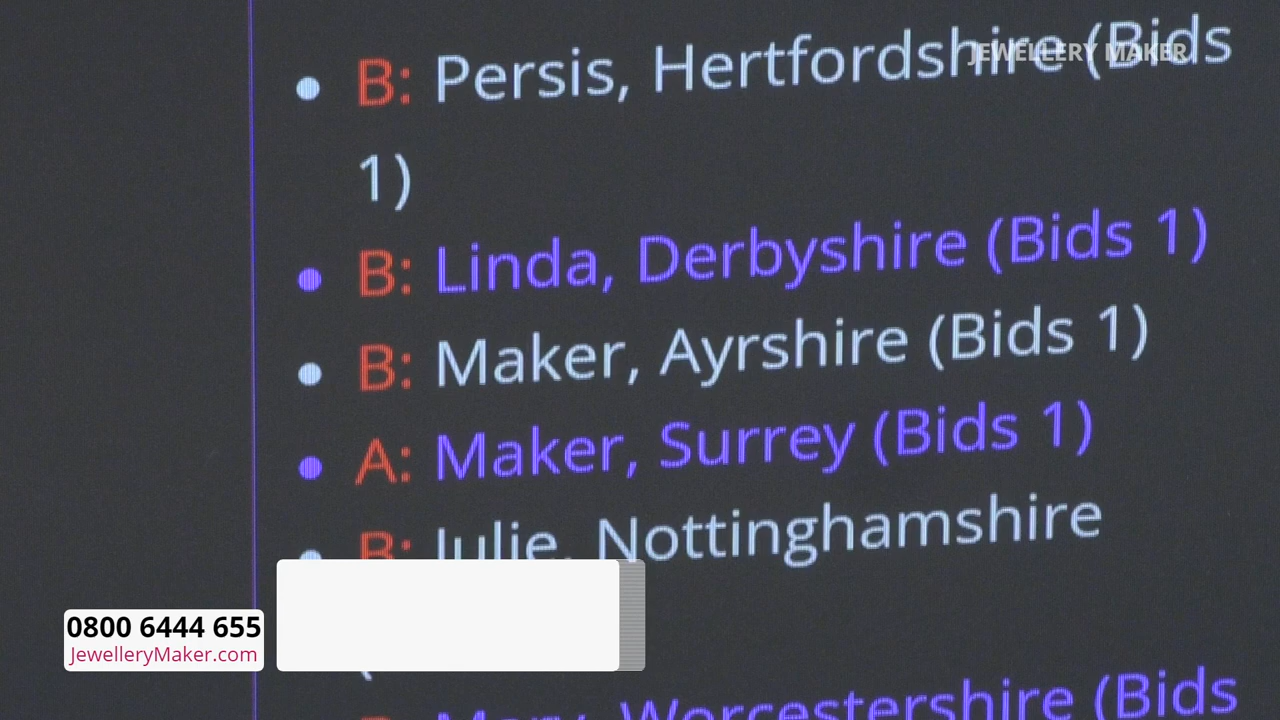 JEWELLERY MAKER
B: Persis, Hertfordshire (Bids
1)
B: Linda, Derbyshire (Bids 1)
B: Maker, Ayrshire (Bids 1)
A: Maker, Surrey (Bids 1)
B: Julie, Nottinghamshire
0800 6444 655
JewelleryMaker.com
Mary, Worcestershire (Bids